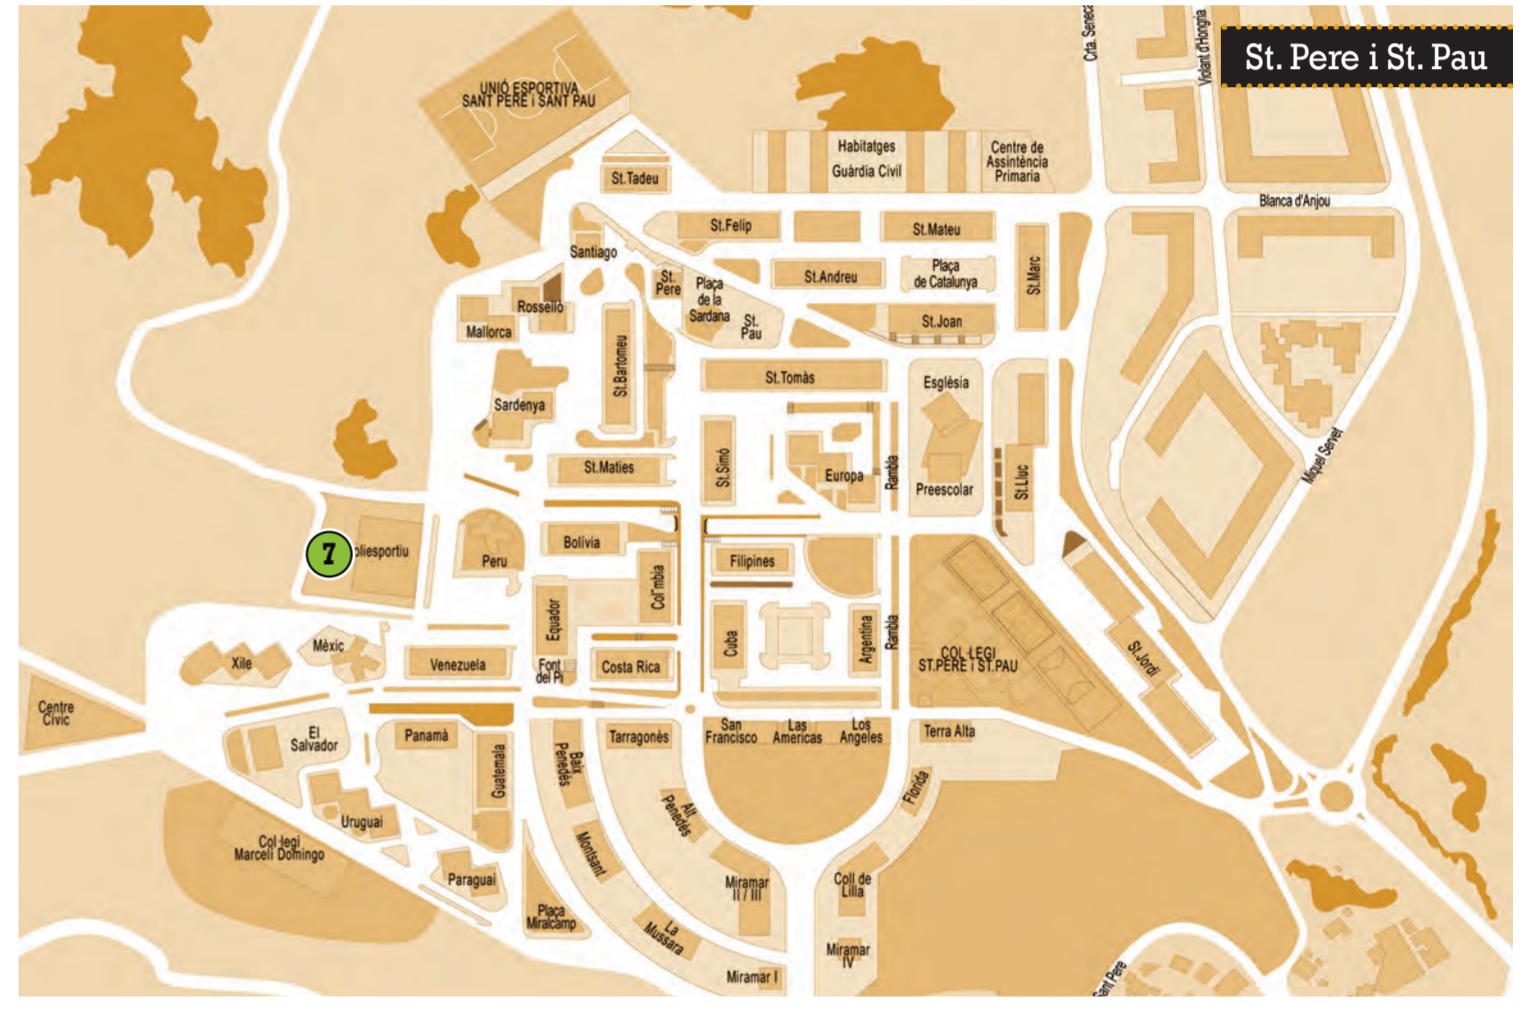 St. Pere i St. Pau
Crta. Seneca
Violant d'Hongria
UNIÓ ESPORTIVA
SANT PERE i SANT PAU
Habitatges
Guàrdia Civil
Centre de
Assintència
Primaria
St.Tadeu
Blanca d'Anjou
St.Felip
St.Mateu
Santiago
St.Marc
St.
Pere
Plaça
de la
Sardana
St.Andreu
Plaça
de Catalunya
Rosselló
Mallorca
St.
Pau
St.Joan
St.Bartomeu
St.Tomàs
Església
Sardenya
Miquel Servet
St.Maties
St.Simó
Europa
Rambla
Preescolar
St.Lluc
7
oliesportiu
Peru
Bolívia
Filipines
Col¨mbia
Equador
Cuba
Argentina
Rambla
COL·LEGI
ST.PERE i ST.PAU
St.Jordi
Xile
Mèxic
Venezuela
Font
del Pi
Costa Rica
Centre
Cívic
El
Salvador
Panamà
Guatemala
Baix
Penedès
Tarragonès
San
Francisco
Las
Americas
Los
Angeles
Terra Alta
Florida
Alt
Penedès
Uruguai
Col·legi
Marcel·lí Domingo
Montsant
Paraguai
Miramar
II / III
Coll de
Lilla
Plaça
Miralcamp
La
Mussara
Miramar
IV
Miramar I
Sant Pere